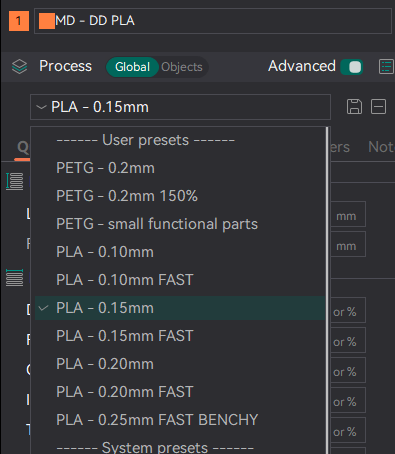 1 MD - DD PLA
Process Global Objects Advanced
PLA - 0.15mm
Q ers Not
------ User presets ------
PETG - 0.2mm
PETG - 0.2mm 150%
PETG - small functional parts
PLA - 0.10mm
PLA - 0.10mm FAST
PLA - 0.15mm
PLA - 0.15mm FAST
PLA - 0.20mm
PLA - 0.20mm FAST
PLA - 0.25mm FAST BENCHY
------ System presets ------
L mm
mm
D or %
F or %
or %
I or %
T or %